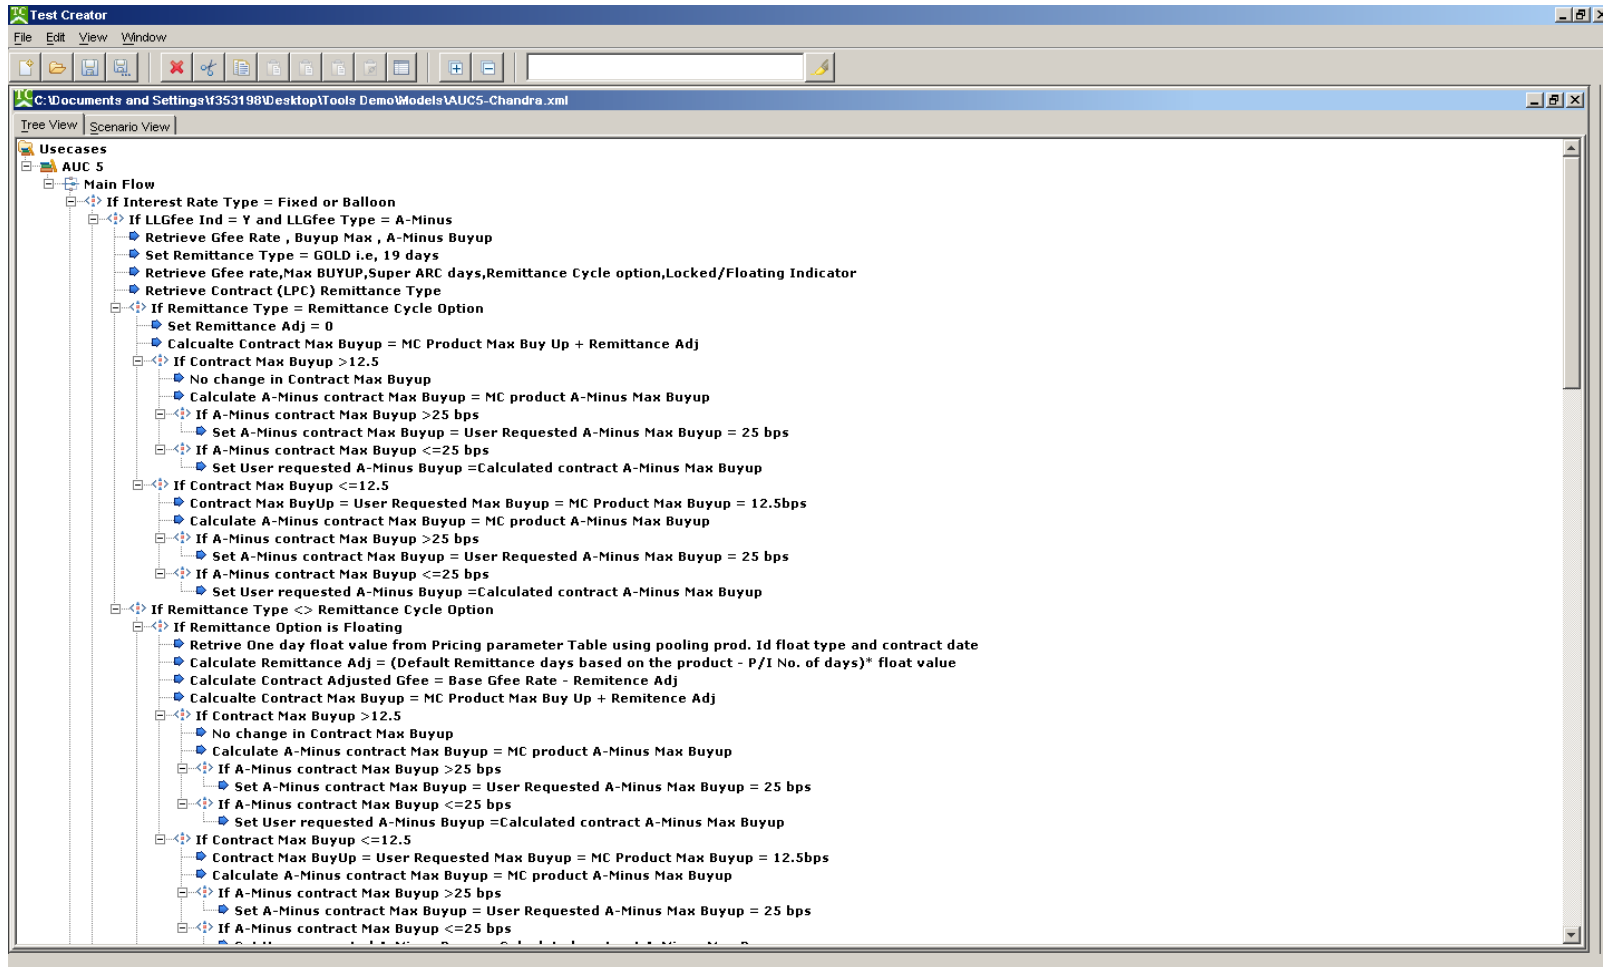 Test Creator
File Edit View Window
C:\Documents and Settings\f353198\Desktop\Tools Demo\Models\AUC5-Chandra.xml
Tree View Scenario View
Usecases
AUC 5
Main Flow
If Interest Rate Type = Fixed or Balloon
If LLGfee Ind = Y and LLGfee Type = A-Minus
Retrieve Gfee Rate , Buyup Max , A-Minus Buyup
Set Remittance Type = GOLD i.e, 19 days
Retrieve Gfee rate,Max BUYUP,Super ARC days,Remittance Cycle option,Locked/Floating Indicator
Retrieve Contract (LPC) Remittance Type
If Remittance Type = Remittance Cycle Option
Set Remittance Adj = 0
Calcualte Contract Max Buyup = MC Product Max Buy Up + Remittance Adj
If Contract Max Buyup >12.5
No change in Contract Max Buyup
Calculate A-Minus contract Max Buyup = MC product A-Minus Max Buyup
If A-Minus contract Max Buyup >25 bps
Set A-Minus contract Max Buyup = User Requested A-Minus Max Buyup = 25 bps
If A-Minus contract Max Buyup <=25 bps
Set User requested A-Minus Buyup =Calculated contract A-Minus Max Buyup
If Contract Max Buyup <=12.5
Contract Max BuyUp = User Requested Max Buyup = MC Product Max Buyup = 12.5bps
Calculate A-Minus contract Max Buyup = MC product A-Minus Max Buyup
If A-Minus contract Max Buyup >25 bps
Set A-Minus contract Max Buyup = User Requested A-Minus Max Buyup = 25 bps
If A-Minus contract Max Buyup <=25 bps
Set User requested A-Minus Buyup =Calculated contract A-Minus Max Buyup
If Remittance Type <> Remittance Cycle Option
If Remittance Option is Floating
Retrive One day float value from Pricing parameter Table using pooling prod. Id float type and contract date
Calculate Remittance Adj = (Default Remittance days based on the product - P/I No. of days)* float value
Calculate Contract Adjusted Gfee = Base Gfee Rate - Remitence Adj
Calcualte Contract Max Buyup = MC Product Max Buy Up + Remitence Adj
If Contract Max Buyup >12.5
No change in Contract Max Buyup
Calculate A-Minus contract Max Buyup = MC product A-Minus Max Buyup
If A-Minus contract Max Buyup >25 bps
Set A-Minus contract Max Buyup = User Requested A-Minus Max Buyup = 25 bps
If A-Minus contract Max Buyup <=25 bps
Set User requested A-Minus Buyup =Calculated contract A-Minus Max Buyup
If Contract Max Buyup <=12.5
Contract Max BuyUp = User Requested Max Buyup = MC Product Max Buyup = 12.5bps
Calculate A-Minus contract Max Buyup = MC product A-Minus Max Buyup
If A-Minus contract Max Buyup >25 bps
Set A-Minus contract Max Buyup = User Requested A-Minus Max Buyup = 25 bps
If A-Minus contract Max Buyup <=25 bps